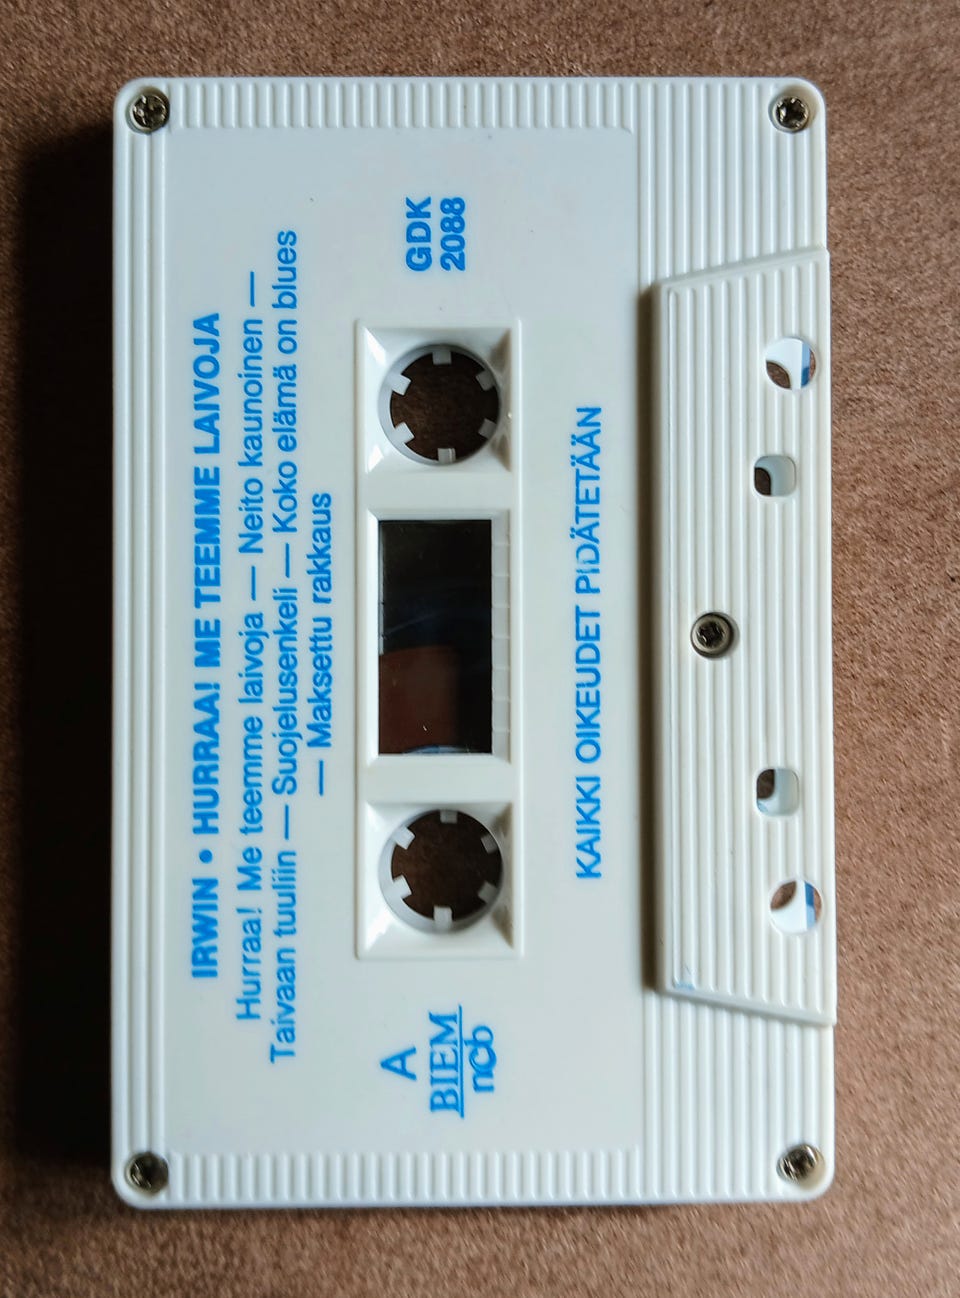 IRWIN • HURRAA! ME TEEMME LAIVOJA
Hurraa! Me teemme laivoja — Neito kaunoinen —
Taivaan tuuliin — Suojelusenkeli — Koko elämä on blues
— Maksettu rakkaus
A
BIEM
ncb
GDK
2088
KAIKKI OIKEUDET PIDÄTETÄÄN